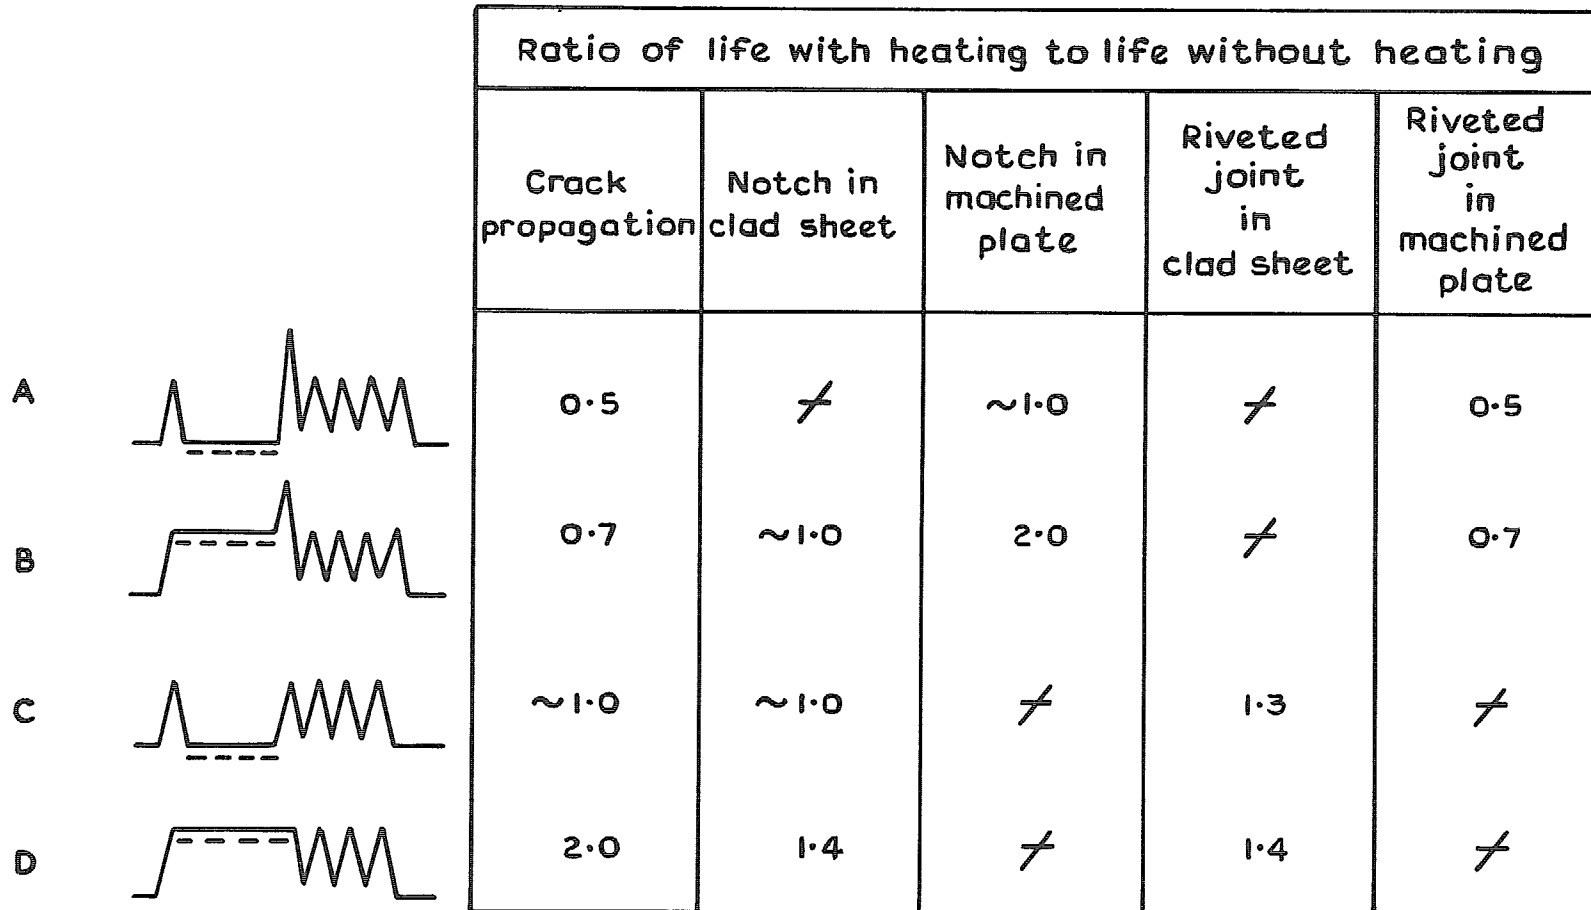 Ratio of life with heating to life without heating
Crack propagation
Notch in clad sheet
Notch in machined plate
Riveted joint in clad sheet
Riveted joint in machined plate
A 0·5 ⌿ ~1·0 ⌿ 0·5
B 0·7 ~1·0 2·0 ⌿ 0·7
C ~1·0 ~1·0 ⌿ 1·3 ⌿
D 2·0 1·4 ⌿ 1·4 ⌿